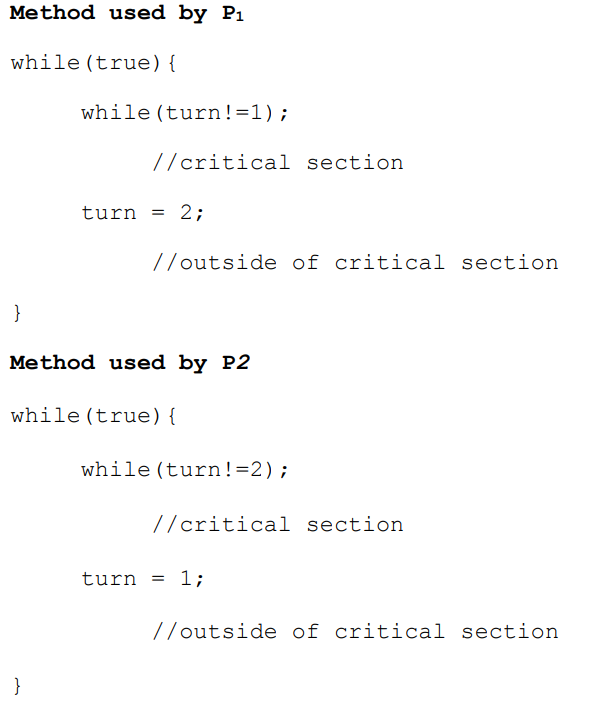 Method used by P₁
while(true){
while(turn!=1);
//critical section
turn = 2;
//outside of critical section
}
Method used by P2
while(true){
while(turn!=2);
//critical section
turn = 1;
//outside of critical section
}